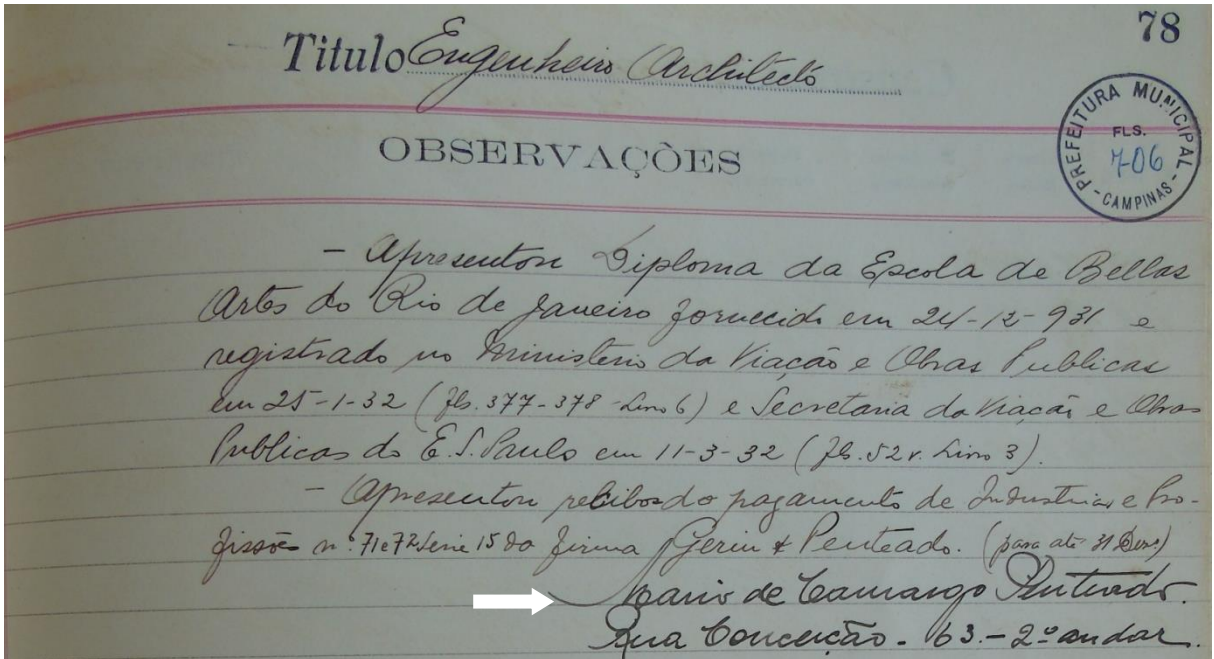 78
Titulo Engenheiro Architecto
PREFEITURA MUNICIPAL
FLS.
706
- CAMPINAS -
OBSERVAÇÕES
- Apresentou Diploma da Escola de Bellas
Artes do Rio de Janeiro fornecido em 24-12-931 e
registrado no Ministerio da Viação e Obras Publicas
em 25-1-32 (fls. 377-378 - Livro 6) e Secretaria da Viação e Obras
Publicas do E. S. Paulo em 11-3-32 (fls. 52 v. Livro 3).
- Apresentou recibos do pagamento de Industrias e Pro-
fissões nº 71 e 72 Serie 15 da firma Gerin & Penteado. (para até 31 Dez.)
Mario de Camargo Penteado.
Rua Conceição - 63 - 2º andar.